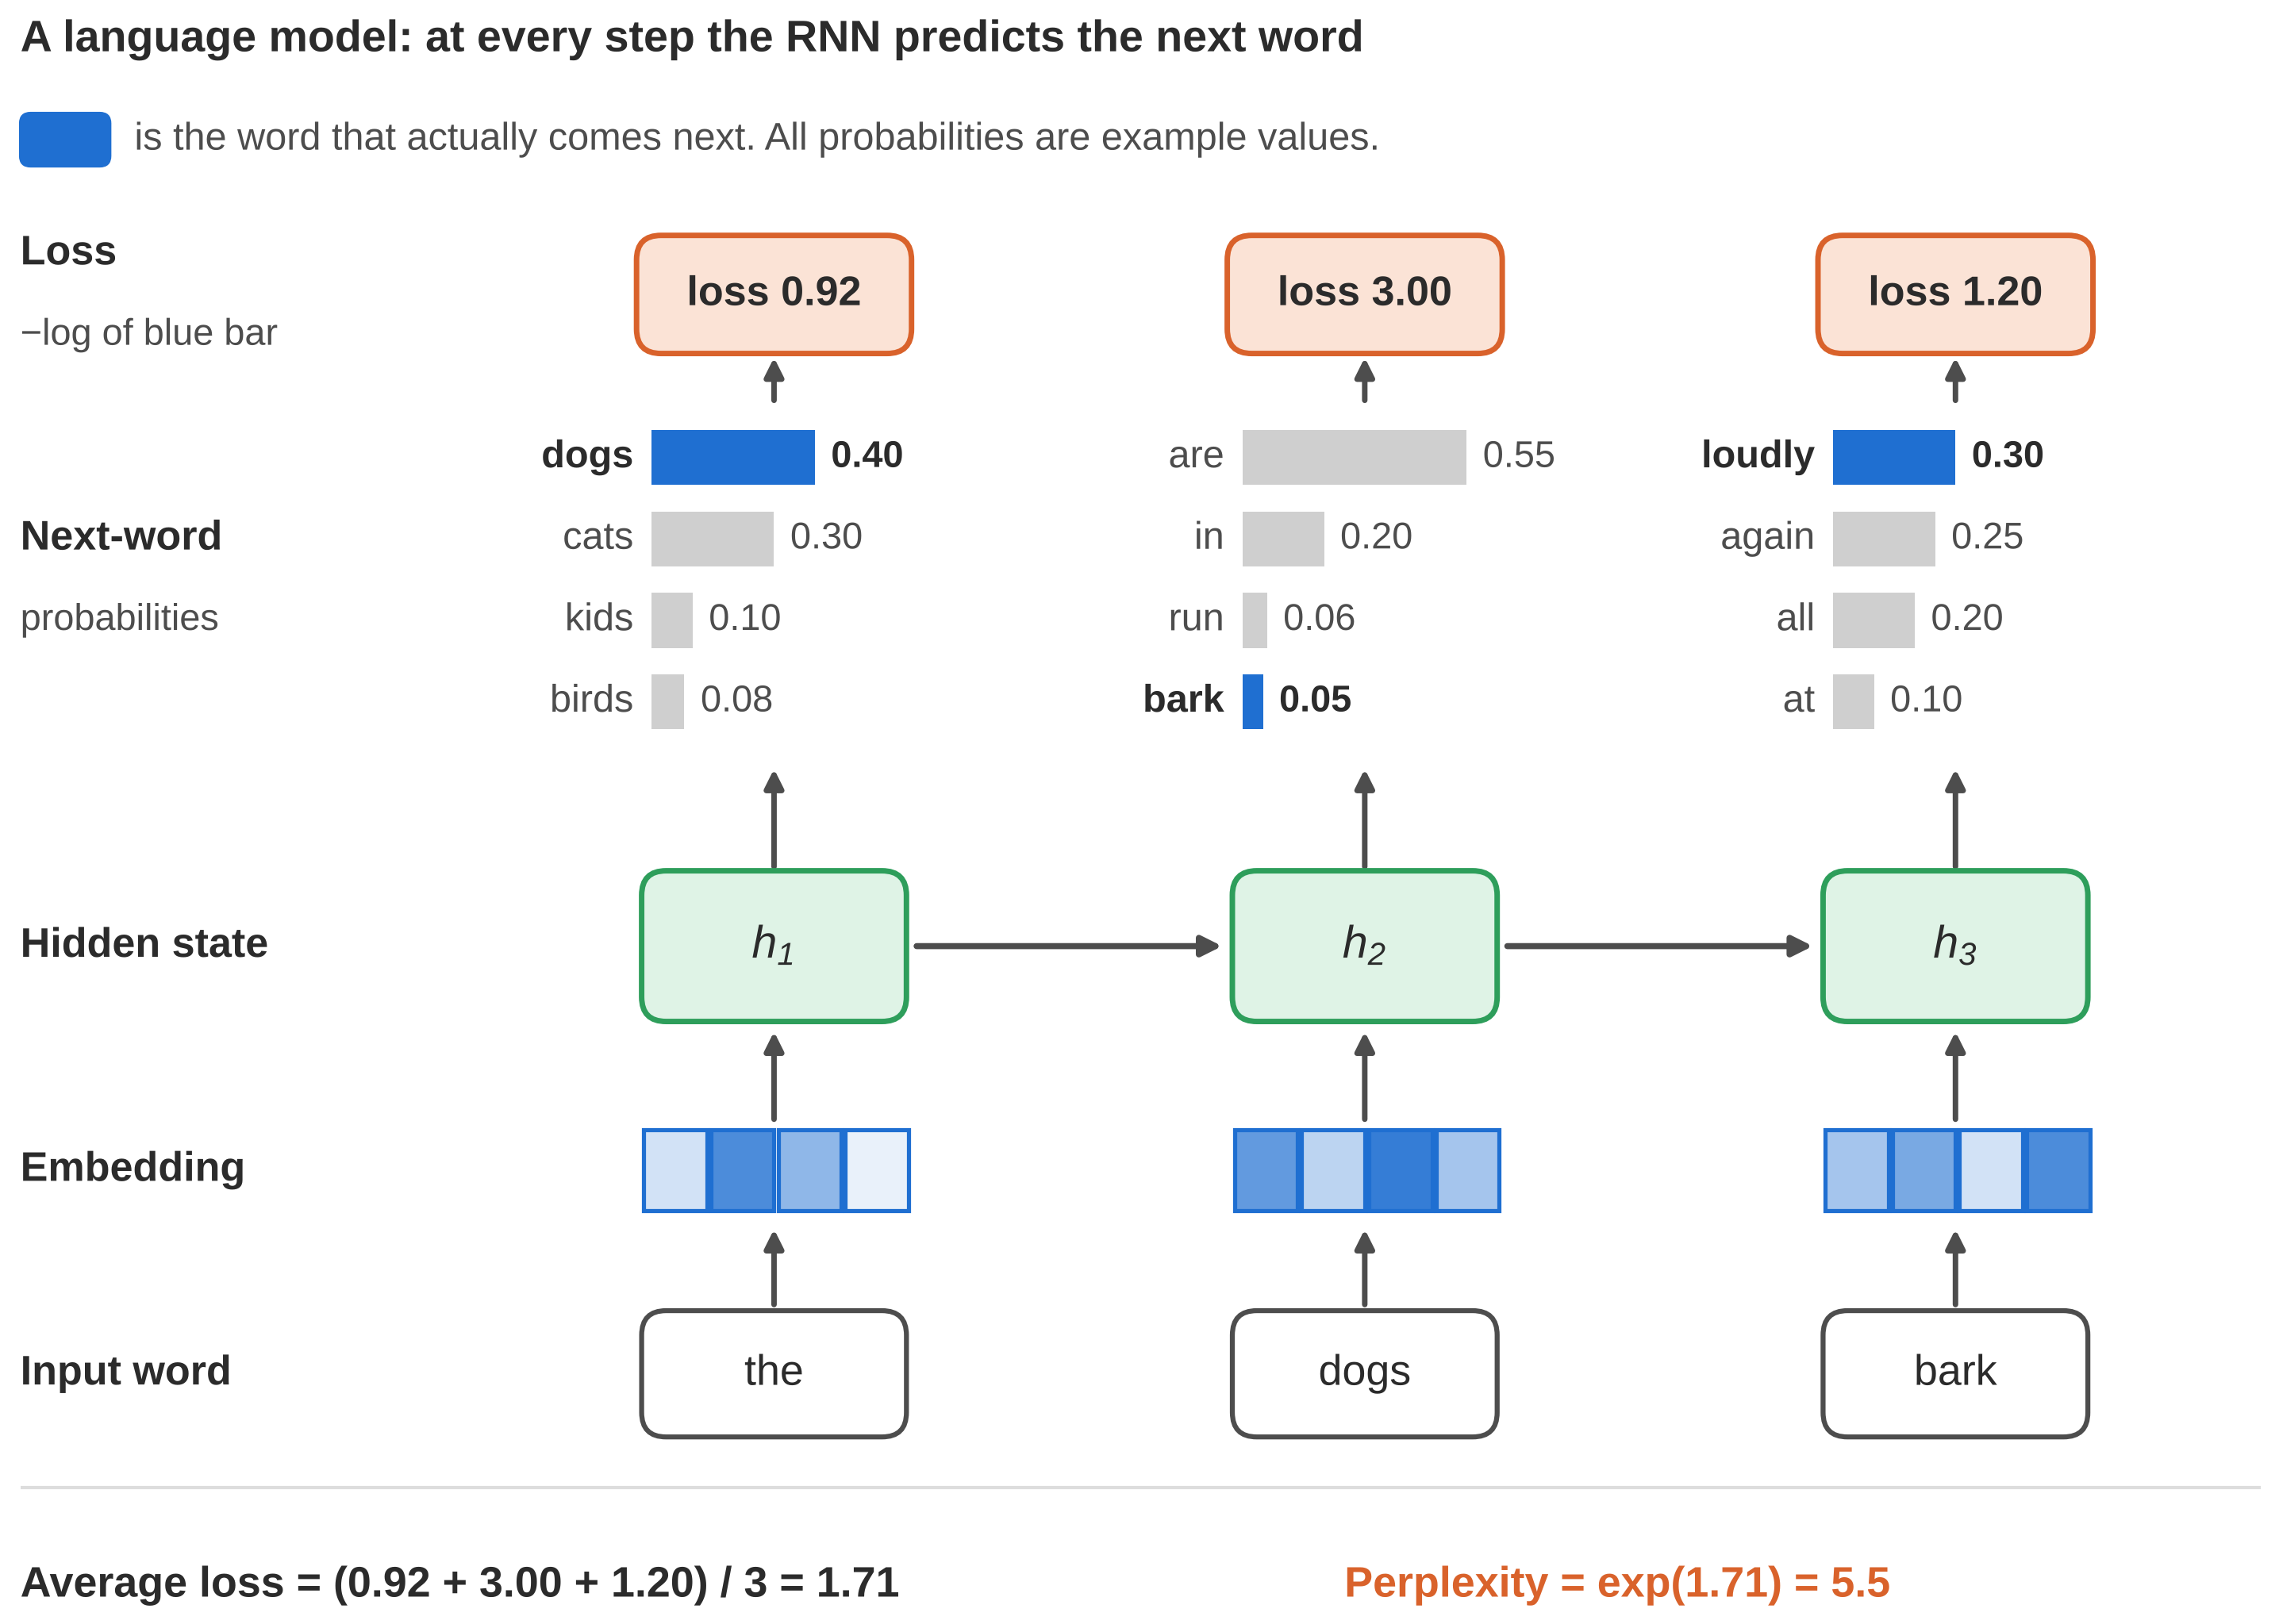 A language model: at every step the RNN predicts the next word
is the word that actually comes next. All probabilities are example values.
Loss
−log of blue bar
loss 0.92
loss 3.00
loss 1.20
Next-word
probabilities
dogs 0.40
cats 0.30
kids 0.10
birds 0.08
are 0.55
in 0.20
run 0.06
bark 0.05
loudly 0.30
again 0.25
all 0.20
at 0.10
Hidden state
h1
h2
h3
Embedding
Input word
the
dogs
bark
Average loss = (0.92 + 3.00 + 1.20) / 3 = 1.71
Perplexity = exp(1.71) = 5.5